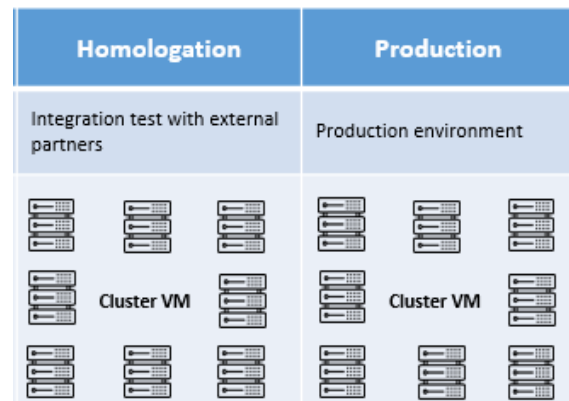 Homologation
Production
Integration test with external
partners
Production environment
Cluster VM
Cluster VM